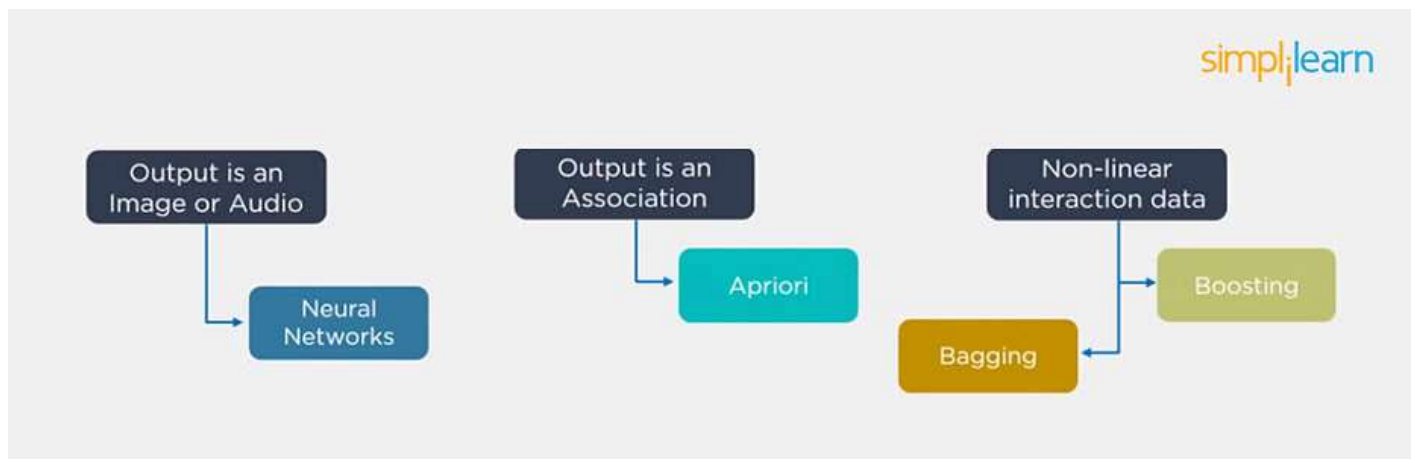 simplilearn
Output is an
Image or Audio
Neural
Networks
Output is an
Association
Apriori
Non-linear
interaction data
Boosting
Bagging